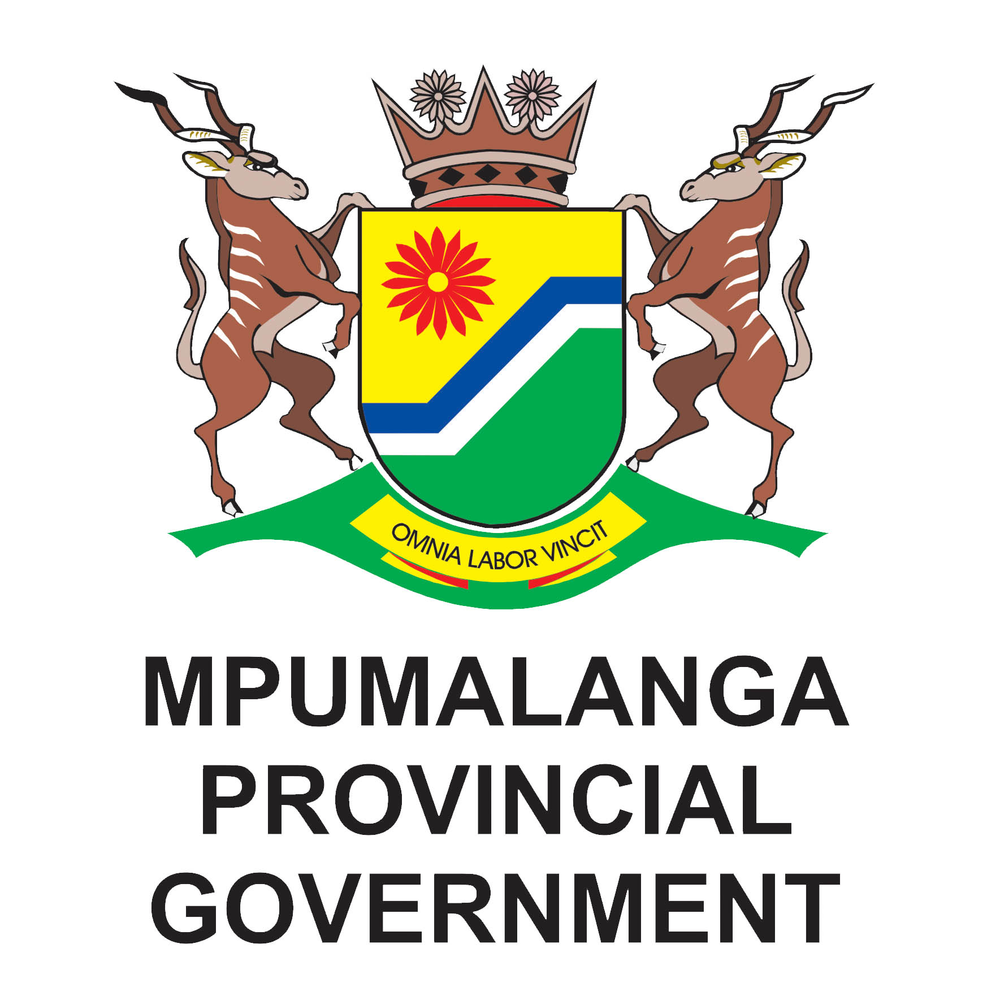 OMNIA LABOR VINCIT
MPUMALANGA
PROVINCIAL
GOVERNMENT